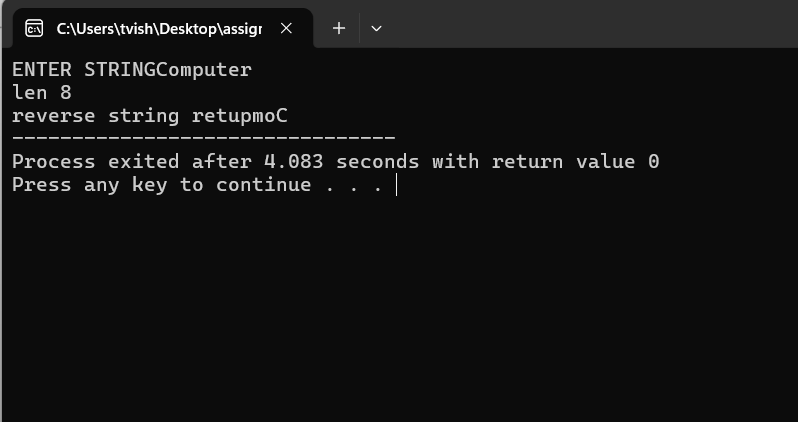 C:\Users\tvish\Desktop\assigr
ENTER STRINGComputer
len 8
reverse string retupmoC
--------------------------------
Process exited after 4.083 seconds with return value 0
Press any key to continue . . .